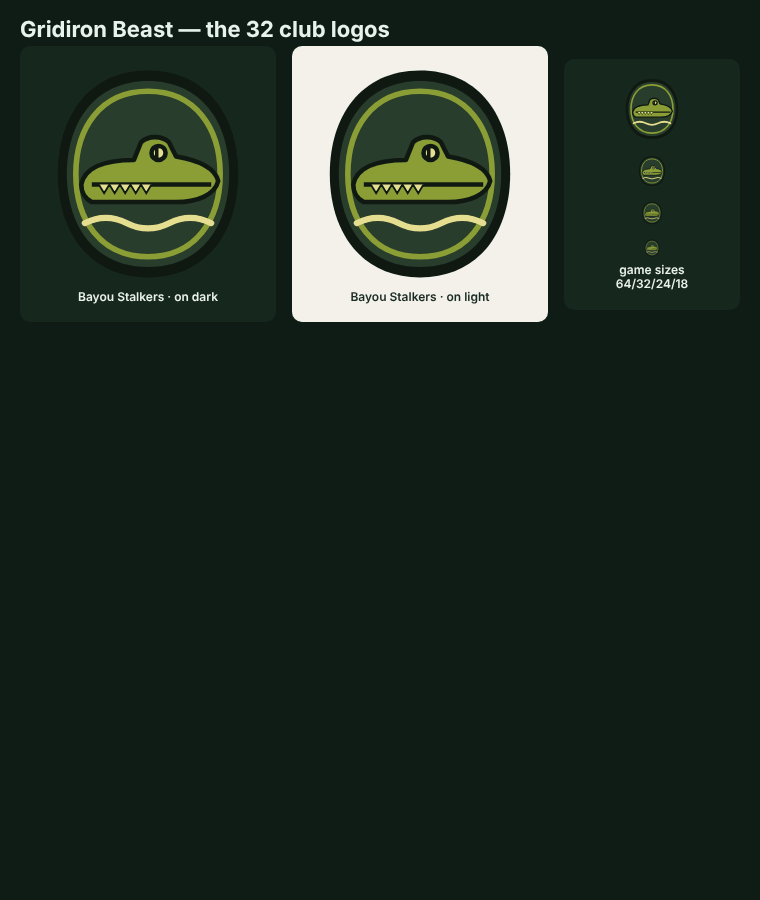 Gridiron Beast — the 32 club logos
Bayou Stalkers · on dark
Bayou Stalkers · on light
game sizes
64/32/24/18